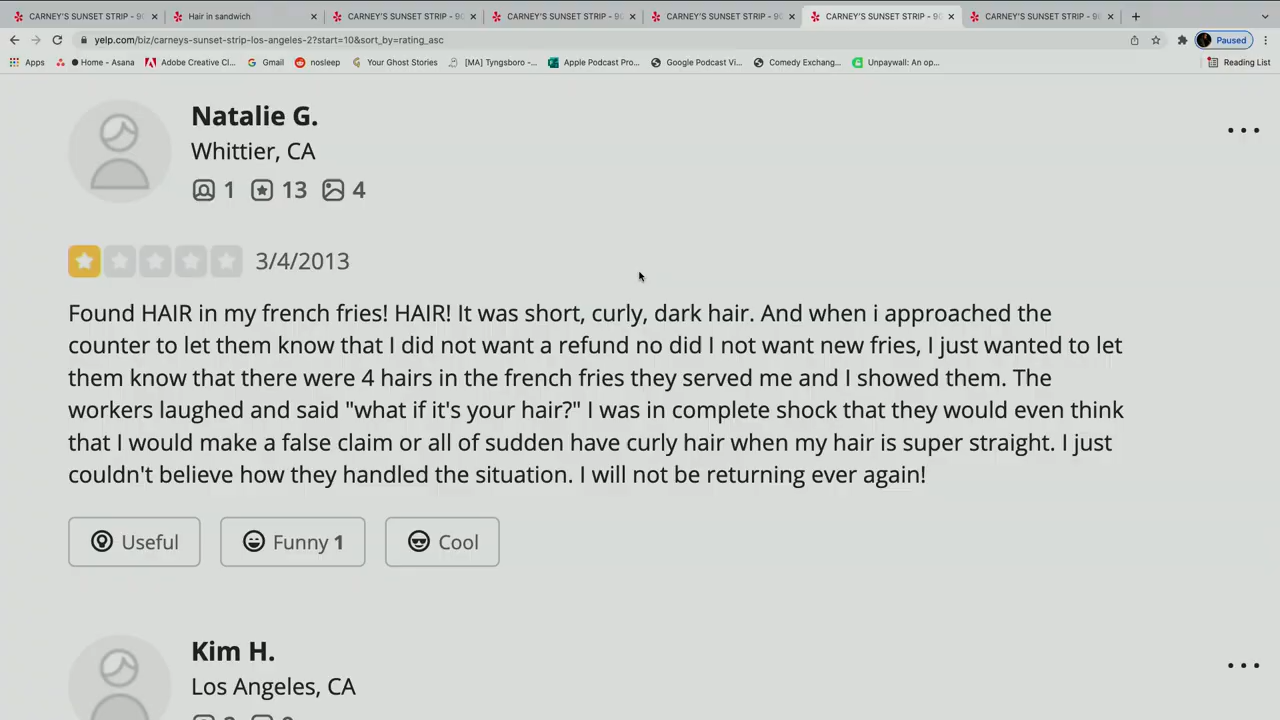 CARNEY'S SUNSET STRIP - 90
Hair in sandwich
CARNEY'S SUNSET STRIP - 90
CARNEY'S SUNSET STRIP - 90
CARNEY'S SUNSET STRIP - 90
CARNEY'S SUNSET STRIP - 90
CARNEY'S SUNSET STRIP - 90
yelp.com/biz/carneys-sunset-strip-los-angeles-2?start=10&sort_by=rating_asc
Paused
Apps
Home - Asana
Adobe Creative Cl...
Gmail
nosleep
Your Ghost Stories
[MA] Tyngsboro -...
Apple Podcast Pro...
Google Podcast Vi...
Comedy Exchang...
Unpaywall: An op...
Reading List
Natalie G.
Whittier, CA
1 13 4
3/4/2013
Found HAIR in my french fries! HAIR! It was short, curly, dark hair. And when i approached the
counter to let them know that I did not want a refund no did I not want new fries, I just wanted to let
them know that there were 4 hairs in the french fries they served me and I showed them. The
workers laughed and said "what if it's your hair?" I was in complete shock that they would even think
that I would make a false claim or all of sudden have curly hair when my hair is super straight. I just
couldn't believe how they handled the situation. I will not be returning ever again!
Useful
Funny 1
Cool
Kim H.
Los Angeles, CA